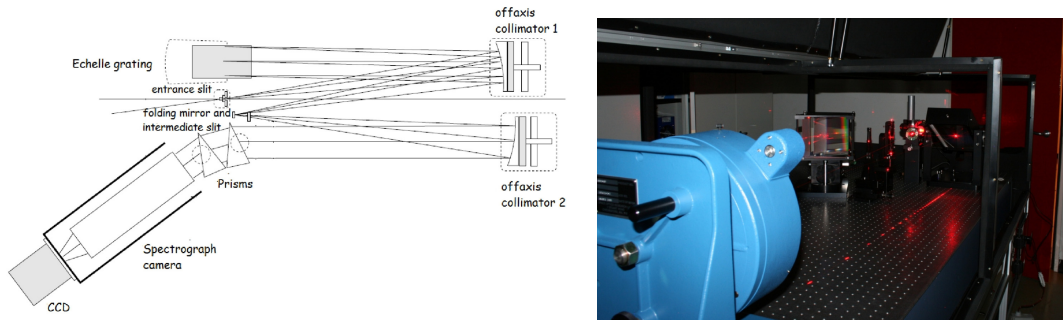 offaxis
collimator 1
Echelle grating
entrance slit
folding mirror and
intermediate slit
Prisms
offaxis
collimator 2
Spectrograph
camera
CCD